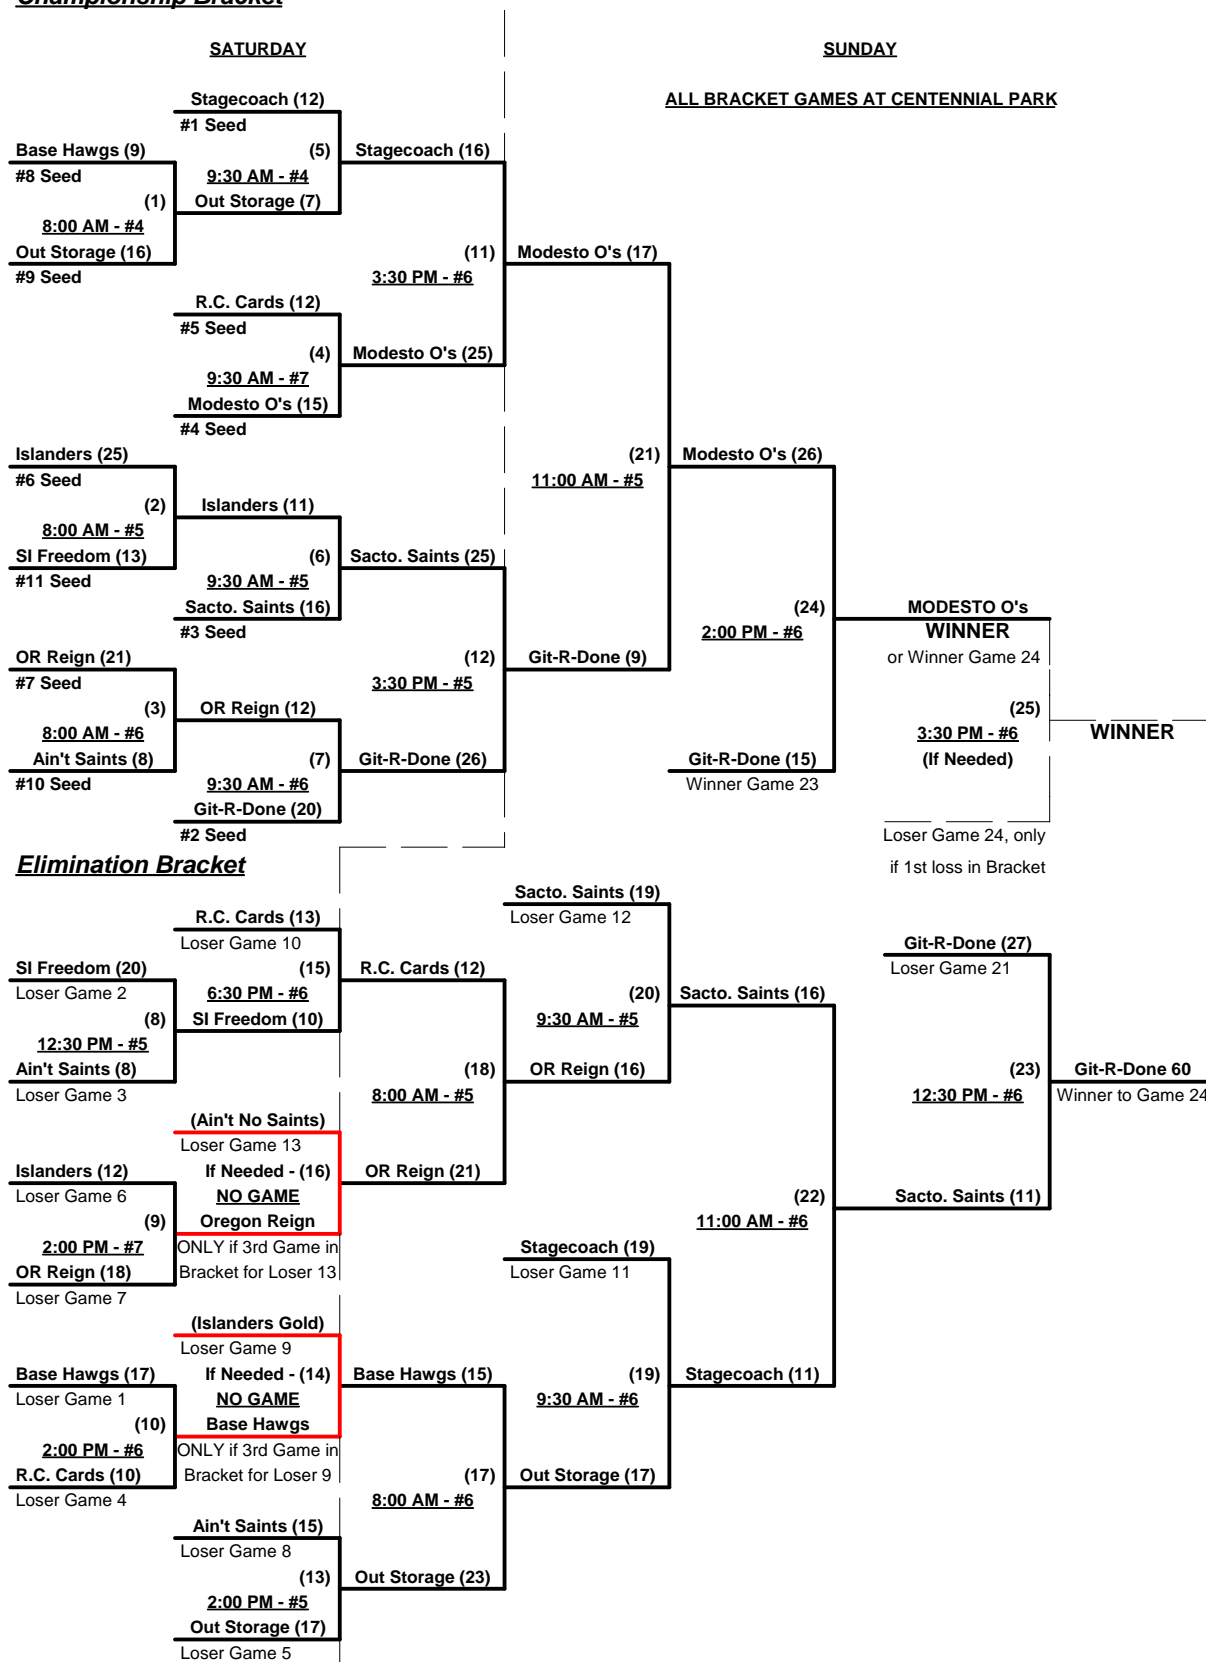 Championship Bracket
SATURDAY
SUNDAY
Stagecoach (12)
ALL BRACKET GAMES AT CENTENNIAL PARK
#1 Seed
Base Hawgs (9)
(5)
Stagecoach (16)
#8 Seed
9:30 AM - #4
(1)
Out Storage (7)
8:00 AM - #4
Out Storage (16)
(11)
Modesto O's (17)
#9 Seed
3:30 PM - #6
R.C. Cards (12)
#5 Seed
(4)
Modesto O's (25)
9:30 AM - #7
Modesto O's (15)
#4 Seed
Islanders (25)
(21)
Modesto O's (26)
#6 Seed
11:00 AM - #5
(2)
Islanders (11)
8:00 AM - #5
SI Freedom (13)
(6)
Sacto. Saints (25)
#11 Seed
9:30 AM - #5
Sacto. Saints (16)
(24)
MODESTO O's
#3 Seed
2:00 PM - #6
WINNER
OR Reign (21)
(12)
Git-R-Done (9)
or Winner Game 24
#7 Seed
3:30 PM - #5
(3)
OR Reign (12)
(25)
8:00 AM - #6
3:30 PM - #6
WINNER
Ain't Saints (8)
(7)
Git-R-Done (26)
Git-R-Done (15)
(If Needed)
#10 Seed
9:30 AM - #6
Winner Game 23
Git-R-Done (20)
#2 Seed
Loser Game 24, only
Elimination Bracket
if 1st loss in Bracket
Sacto. Saints (19)
R.C. Cards (13)
Loser Game 12
Loser Game 10
Git-R-Done (27)
SI Freedom (20)
(15)
R.C. Cards (12)
Loser Game 21
Loser Game 2
6:30 PM - #6
(20)
Sacto. Saints (16)
(8)
SI Freedom (10)
9:30 AM - #5
12:30 PM - #5
Ain't Saints (8)
(18)
OR Reign (16)
(23)
Git-R-Done 60
Loser Game 3
8:00 AM - #5
12:30 PM - #6
Winner to Game 24
(Ain't No Saints)
Loser Game 13
Islanders (12)
If Needed - (16)
OR Reign (21)
Loser Game 6
NO GAME
(22)
Sacto. Saints (11)
(9)
Oregon Reign
11:00 AM - #6
2:00 PM - #7
ONLY if 3rd Game in
Stagecoach (19)
OR Reign (18)
Bracket for Loser 13
Loser Game 11
Loser Game 7
(Islanders Gold)
Loser Game 9
Base Hawgs (17)
If Needed - (14)
Base Hawgs (15)
(19)
Stagecoach (11)
Loser Game 1
NO GAME
9:30 AM - #6
(10)
Base Hawgs
2:00 PM - #6
ONLY if 3rd Game in
R.C. Cards (10)
Bracket for Loser 9
(17)
Out Storage (17)
Loser Game 4
8:00 AM - #6
Ain't Saints (15)
Loser Game 8
(13)
Out Storage (23)
2:00 PM - #5
Out Storage (17)
Loser Game 5